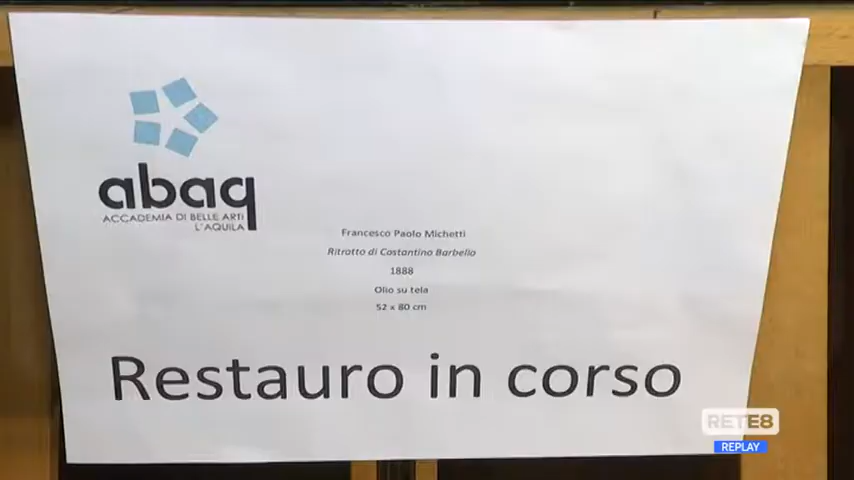 abaq
ACCADEMIA DI BELLE ARTI
L'AQUILA
Francesco Paolo Michetti
Ritratto di Costantino Barbella
1888
Olio su tela
52 x 80 cm
Restauro in corso
RETE8
REPLAY